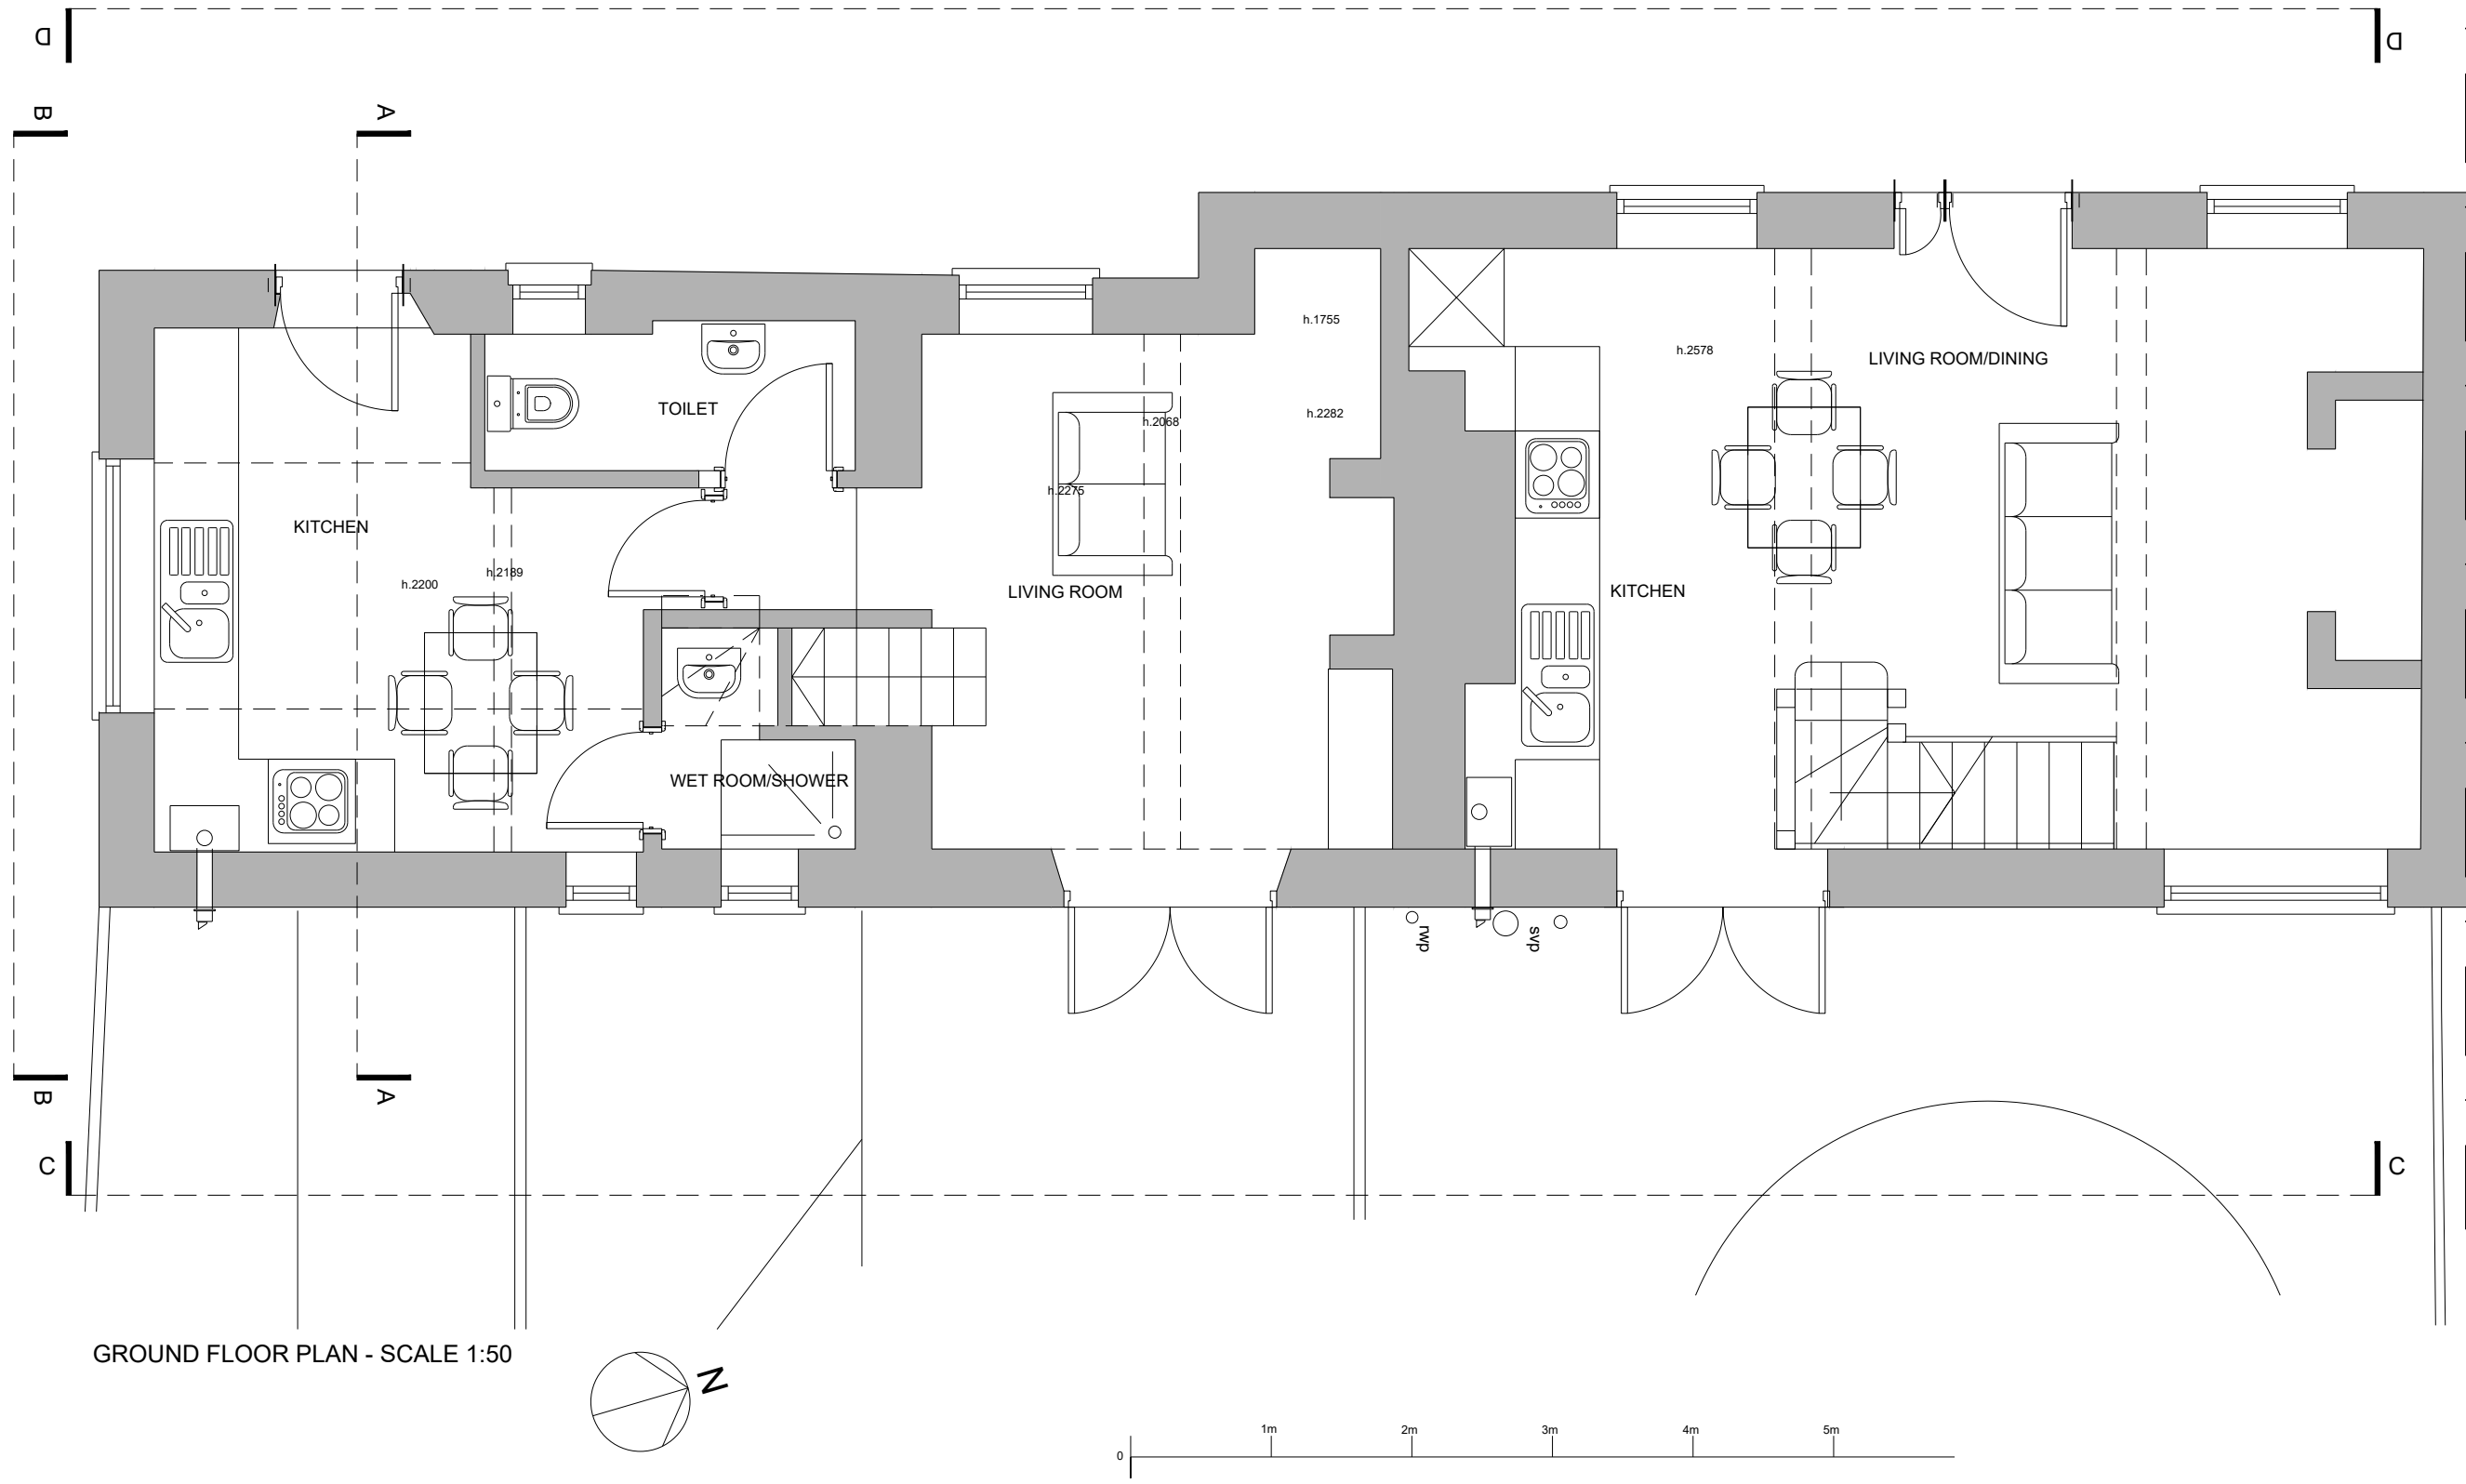 D
D
B
A
h.1755
h.2578
LIVING ROOM/DINING
TOILET
h.2068
h.2282
h.2275
KITCHEN
h.2200
h.2189
LIVING ROOM
KITCHEN
WET ROOM/SHOWER
rwp
svp
B
A
C
C
GROUND FLOOR PLAN - SCALE 1:50
N
0
1m
2m
3m
4m
5m